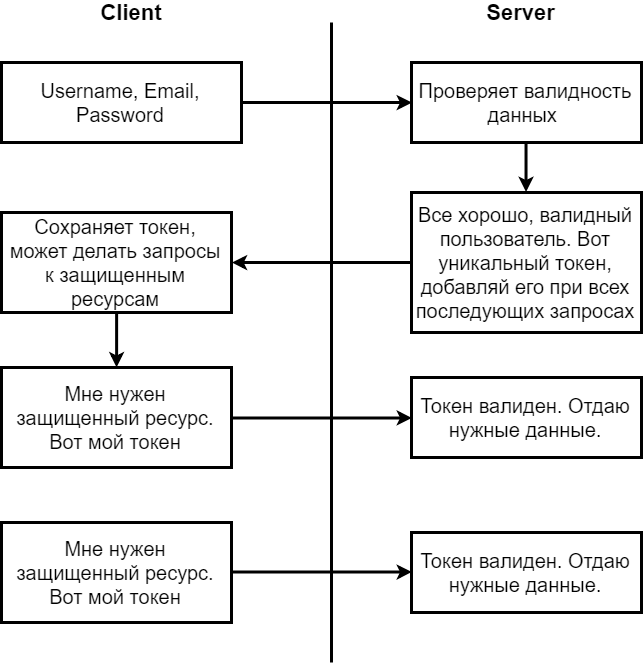 Client
Server
Username, Email,
Password
Проверяет валидность
данных
Все хорошо, валидный
пользователь. Вот
уникальный токен,
добавляй его при всех
последующих запросах
Сохраняет токен,
может делать запросы
к защищенным
ресурсам
Мне нужен
защищенный ресурс.
Вот мой токен
Токен валиден. Отдаю
нужные данные.
Мне нужен
защищенный ресурс.
Вот мой токен
Токен валиден. Отдаю
нужные данные.